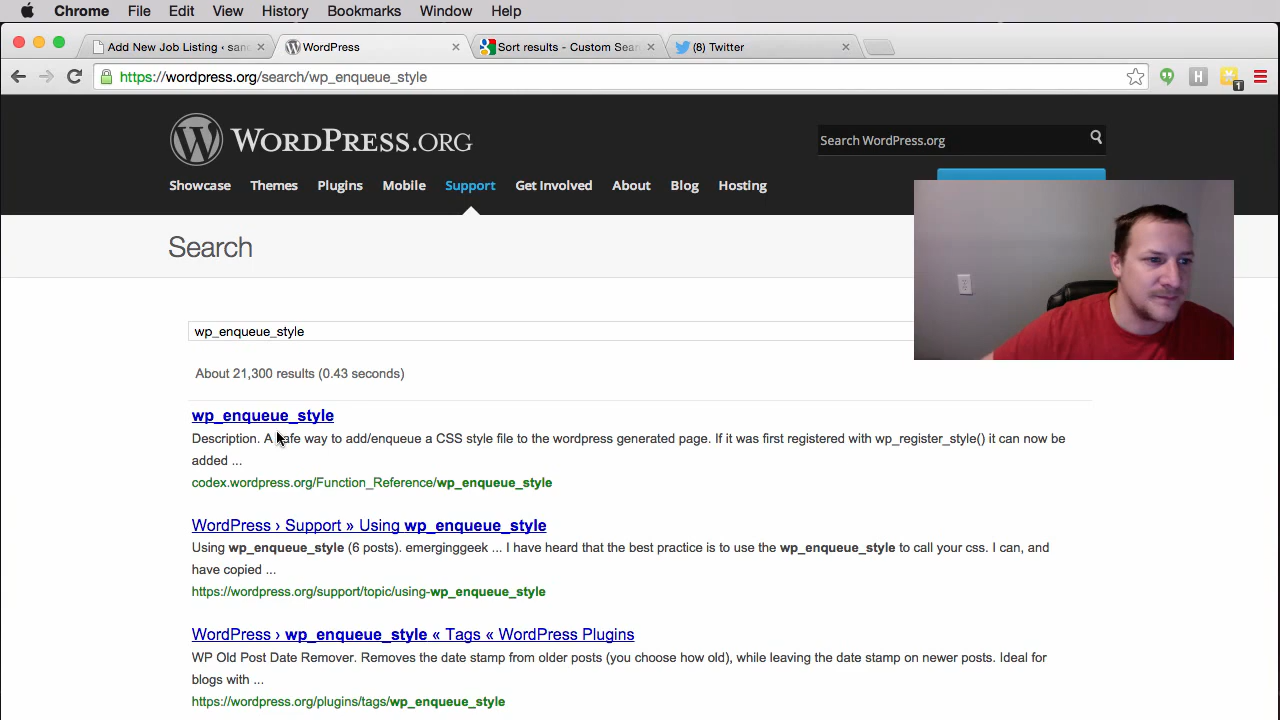 Chrome File Edit View History Bookmarks Window Help
Add New Job Listing ‹ san
WordPress
Sort results - Custom Sea
(8) Twitter
https://wordpress.org/search/wp_enqueue_style
H
1
WORDPRESS.ORG
Search WordPress.org
Showcase Themes Plugins Mobile Support Get Involved About Blog Hosting
Search
wp_enqueue_style
About 21,300 results (0.43 seconds)
wp_enqueue_style
Description. A safe way to add/enqueue a CSS style file to the wordpress generated page. If it was first registered with wp_register_style() it can now be
added ...
codex.wordpress.org/Function_Reference/wp_enqueue_style
WordPress › Support » Using wp_enqueue_style
Using wp_enqueue_style (6 posts). emerginggeek ... I have heard that the best practice is to use the wp_enqueue_style to call your css. I can, and
have copied ...
https://wordpress.org/support/topic/using-wp_enqueue_style
WordPress › wp_enqueue_style « Tags « WordPress Plugins
WP Old Post Date Remover. Removes the date stamp from older posts (you choose how old), while leaving the date stamp on newer posts. Ideal for
blogs with ...
https://wordpress.org/plugins/tags/wp_enqueue_style